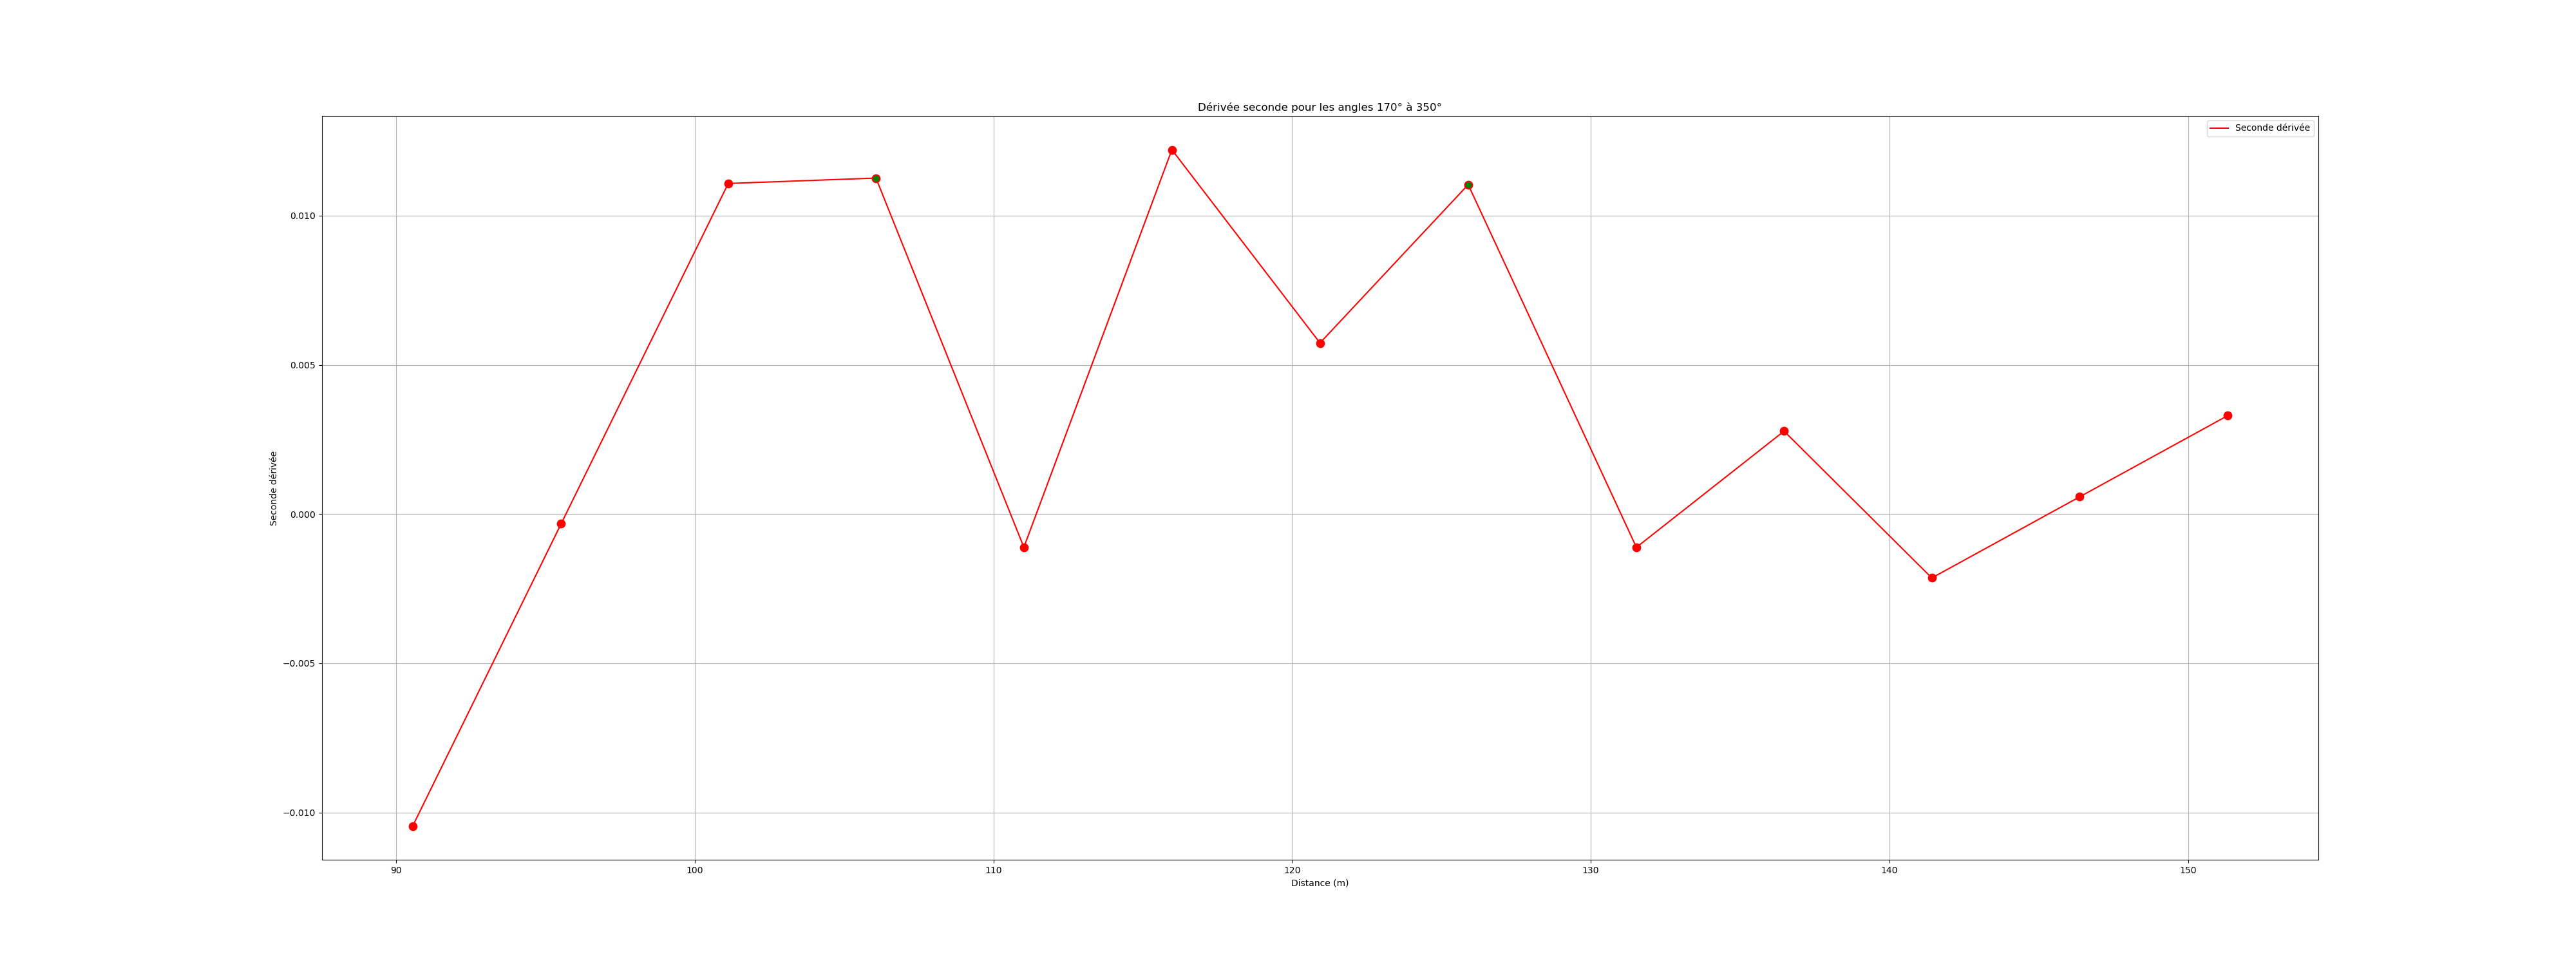 Dérivée seconde pour les angles 170° à 350°
Seconde dérivée
0.010
0.005
0.000
−0.005
−0.010
Seconde dérivée
90 100 110 120 130 140 150
Distance (m)